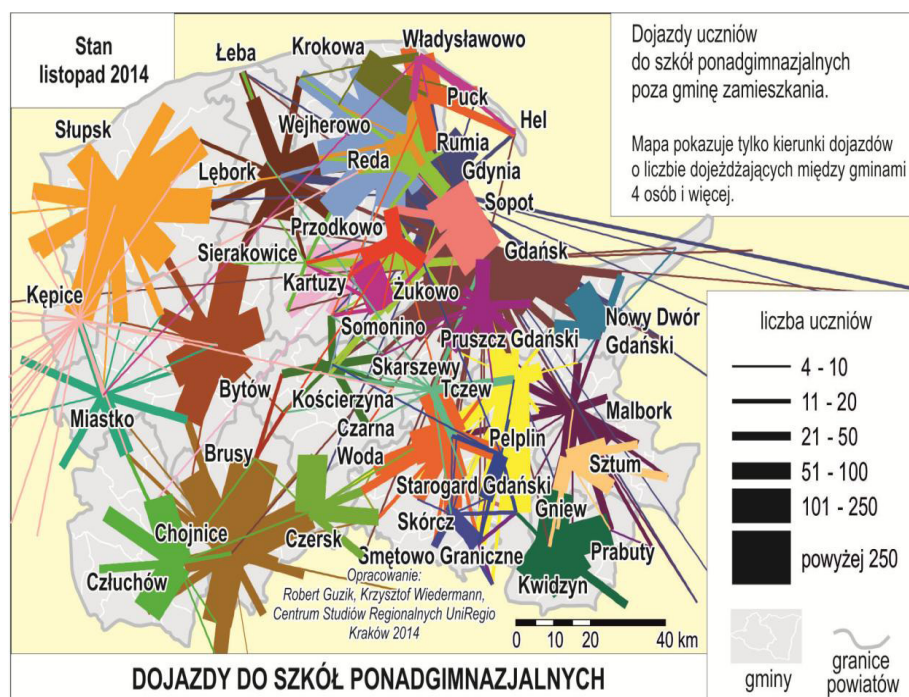 Stan
listopad 2014
Dojazdy uczniów
do szkół ponadgimnazjalnych
poza gminę zamieszkania.
Mapa pokazuje tylko kierunki dojazdów
o liczbie dojeżdżających między gminami
4 osób i więcej.
Łeba
Krokowa
Władysławowo
Puck
Hel
Słupsk
Wejherowo
Rumia
Lębork
Reda
Gdynia
Sopot
Przodkowo
Sierakowice
Gdańsk
Kartuzy
Żukowo
Kępice
Somonino
Pruszcz Gdański
Nowy Dwór
Gdański
Skarszewy
Bytów
Tczew
Miastko
Kościerzyna
Malbork
Czarna
Woda
Brusy
Pelplin
Sztum
Starogard Gdański
Gniew
Chojnice
Skórcz
Czersk
Smętowo Graniczne
Prabuty
Człuchów
Kwidzyn
Opracowanie:
Robert Guzik, Krzysztof Wiedermann,
Centrum Studiów Regionalnych UniRegio
Kraków 2014
0 10 20 40 km
liczba uczniów
4 - 10
11 - 20
21 - 50
51 - 100
101 - 250
powyżej 250
gminy
granice
powiatów
DOJAZDY DO SZKÓŁ PONADGIMNAZJALNYCH